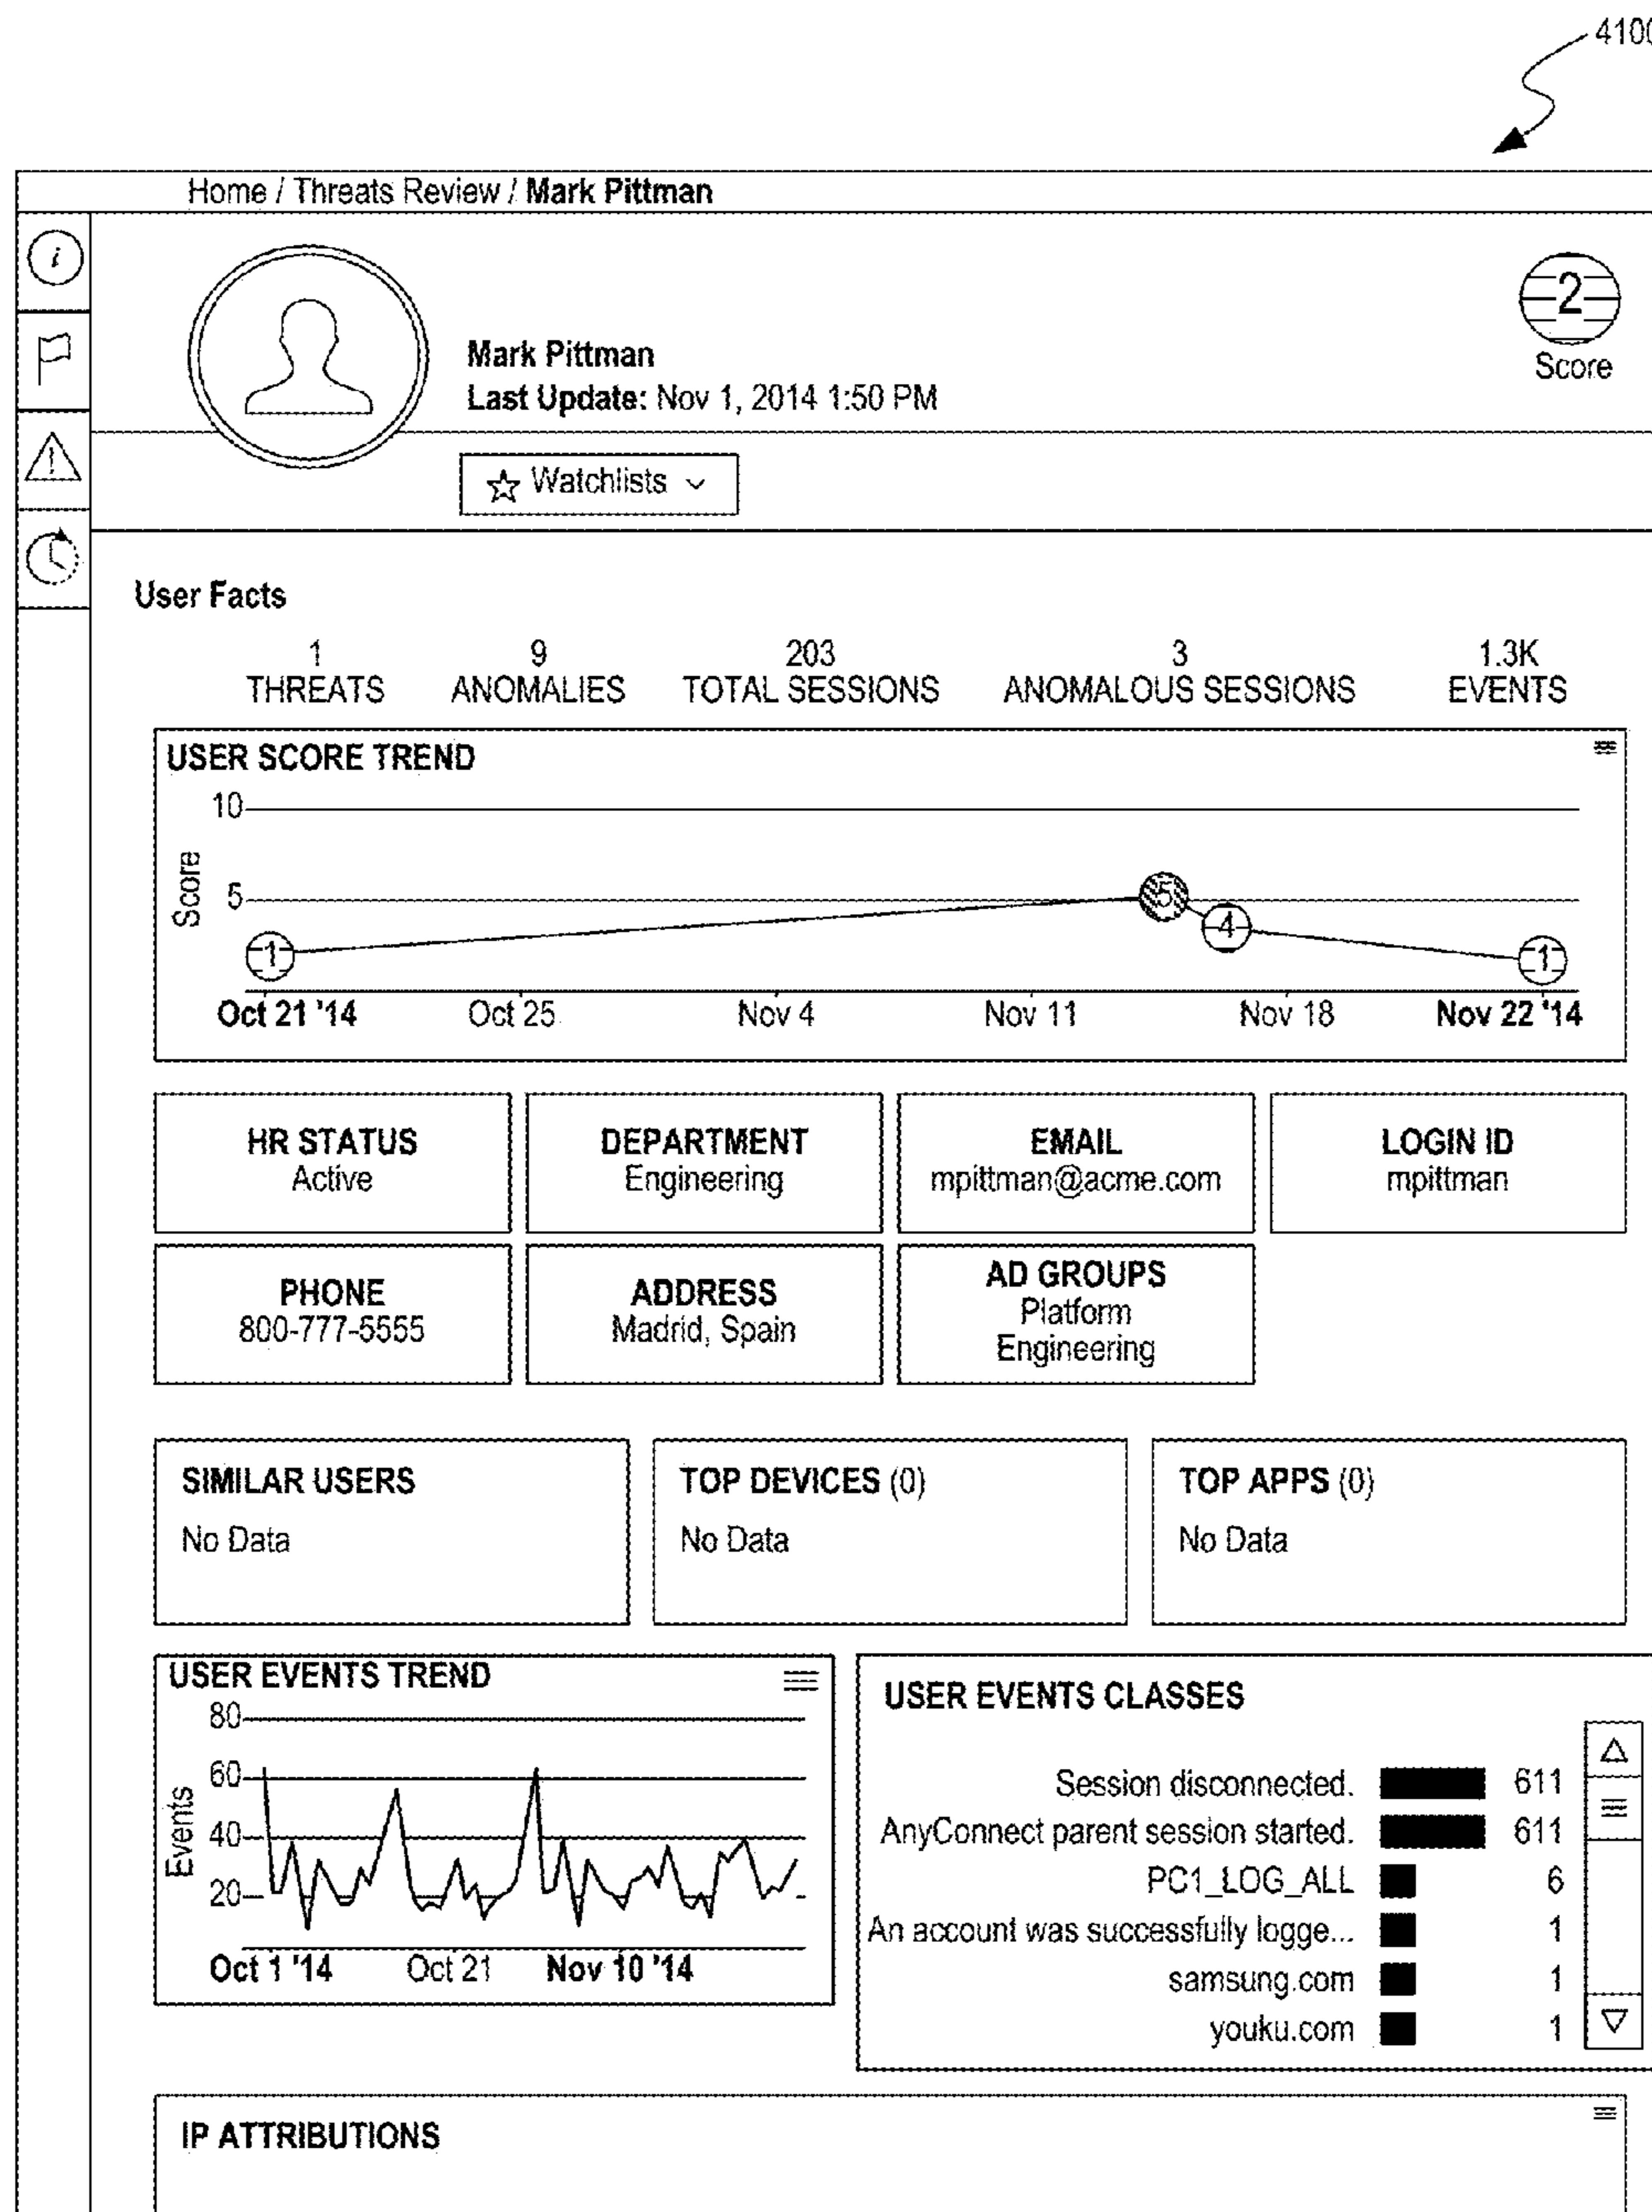 4100
Home / Threats Review / Mark Pittman
i
2
Score
Mark Pittman
Last Update: Nov 1, 2014 1:50 PM
Watchlists
User Facts
1 9 203 3 1.3K
THREATS ANOMALIES TOTAL SESSIONS ANOMALOUS SESSIONS EVENTS
USER SCORE TREND
10
5
Score
1 5 4 1
Oct 21 '14 Oct 25 Nov 4 Nov 11 Nov 18 Nov 22 '14
HR STATUS DEPARTMENT EMAIL LOGIN ID
Active Engineering mpittman@acme.com mpittman
PHONE ADDRESS AD GROUPS
800-777-5555 Madrid, Spain Platform
Engineering
SIMILAR USERS TOP DEVICES (0) TOP APPS (0)
No Data No Data No Data
USER EVENTS TREND
80
60
40
20
Events
Oct 1 '14 Oct 21 Nov 10 '14
USER EVENTS CLASSES
Session disconnected. 611
AnyConnect parent session started. 611
PC1_LOG_ALL 6
An account was successfully logge... 1
samsung.com 1
youku.com 1
IP ATTRIBUTIONS